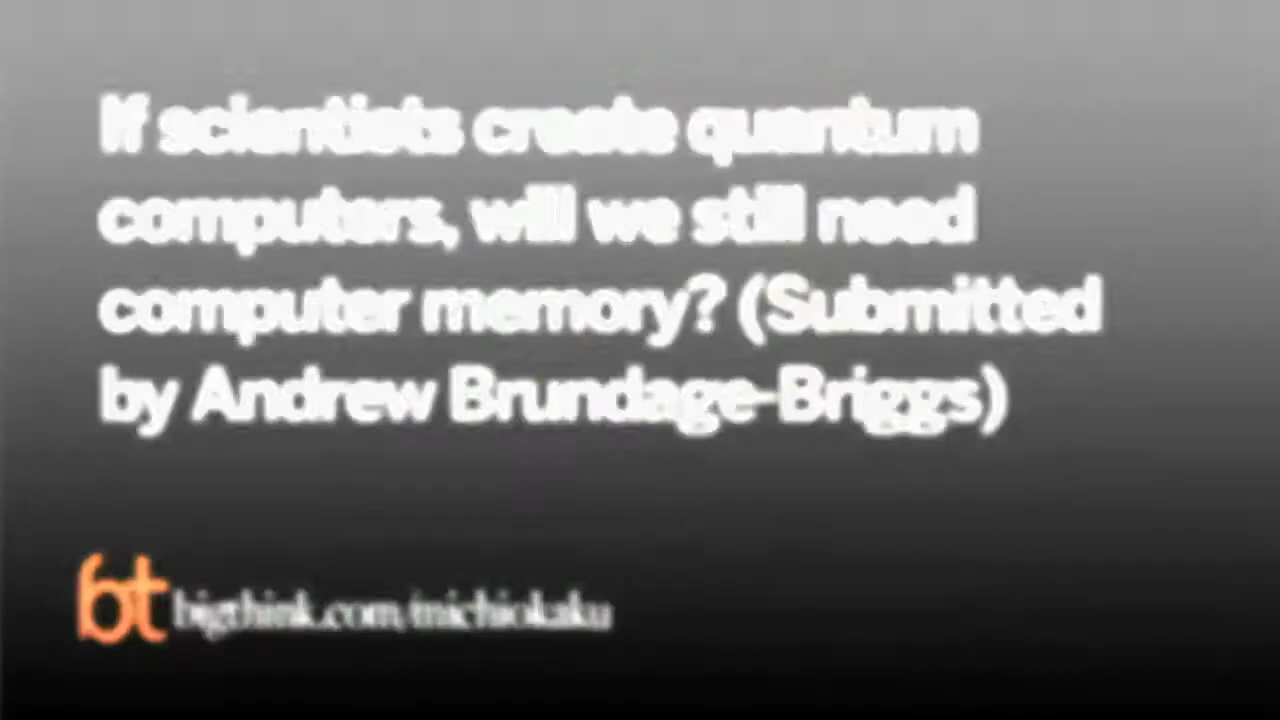 If scientists create quantum
computers, will we still need
computer memory? (Submitted
by Andrew Brundage-Briggs)
bt bigthink.com/michiokaku